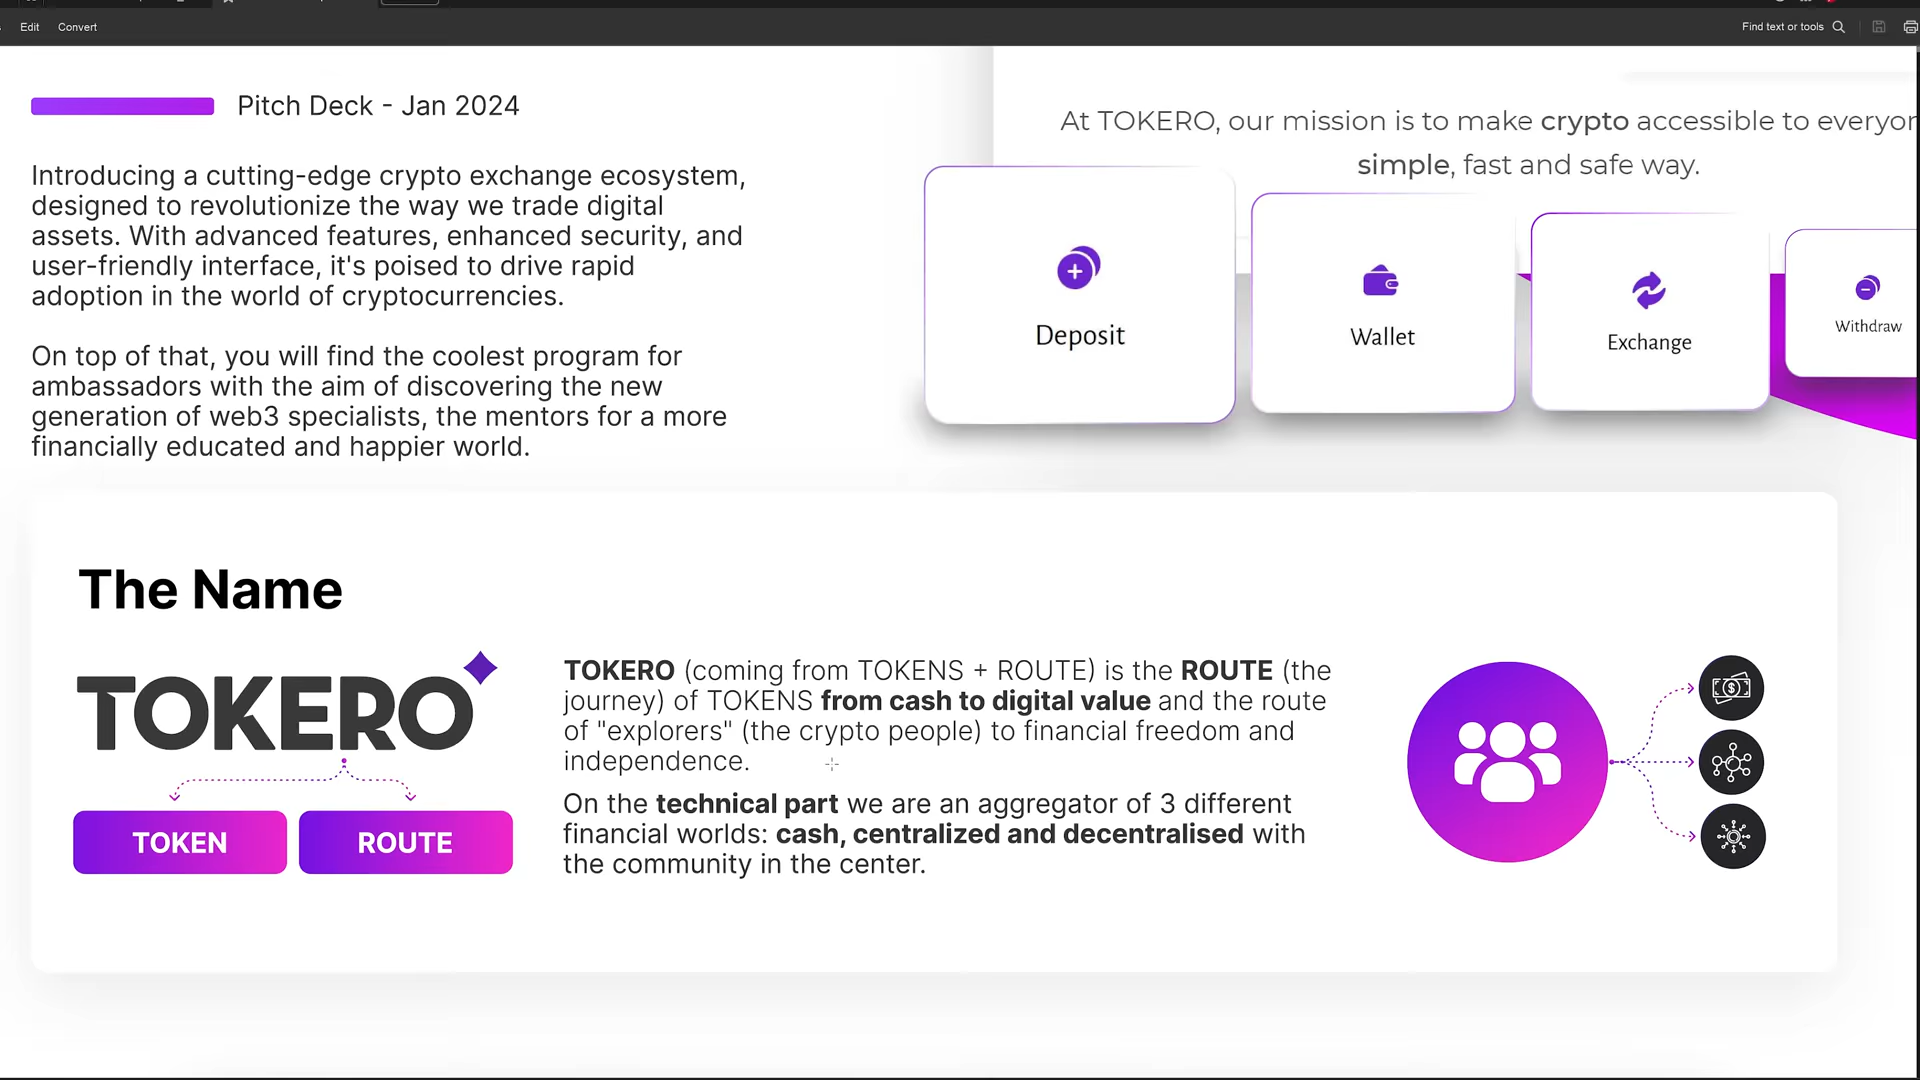 Edit
Convert
Find text or tools
Pitch Deck - Jan 2024
Introducing a cutting-edge crypto exchange ecosystem,
designed to revolutionize the way we trade digital
assets. With advanced features, enhanced security, and
user-friendly interface, it's poised to drive rapid
adoption in the world of cryptocurrencies.
On top of that, you will find the coolest program for
ambassadors with the aim of discovering the new
generation of web3 specialists, the mentors for a more
financially educated and happier world.
At TOKERO, our mission is to make crypto accessible to everyon
simple, fast and safe way.
Deposit
Wallet
Exchange
Withdraw
The Name
TOKERO
TOKEN
ROUTE
TOKERO (coming from TOKENS + ROUTE) is the ROUTE (the
journey) of TOKENS from cash to digital value and the route
of "explorers" (the crypto people) to financial freedom and
independence.
On the technical part we are an aggregator of 3 different
financial worlds: cash, centralized and decentralised with
the community in the center.